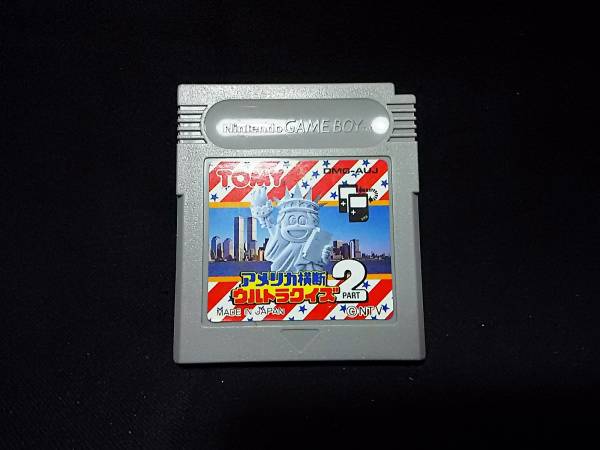 Nintendo GAME BOY
TOMY
DMG-AUJ
アメリカ横断
ウルトラクイズ
2
PART
MADE IN JAPAN
©NTV